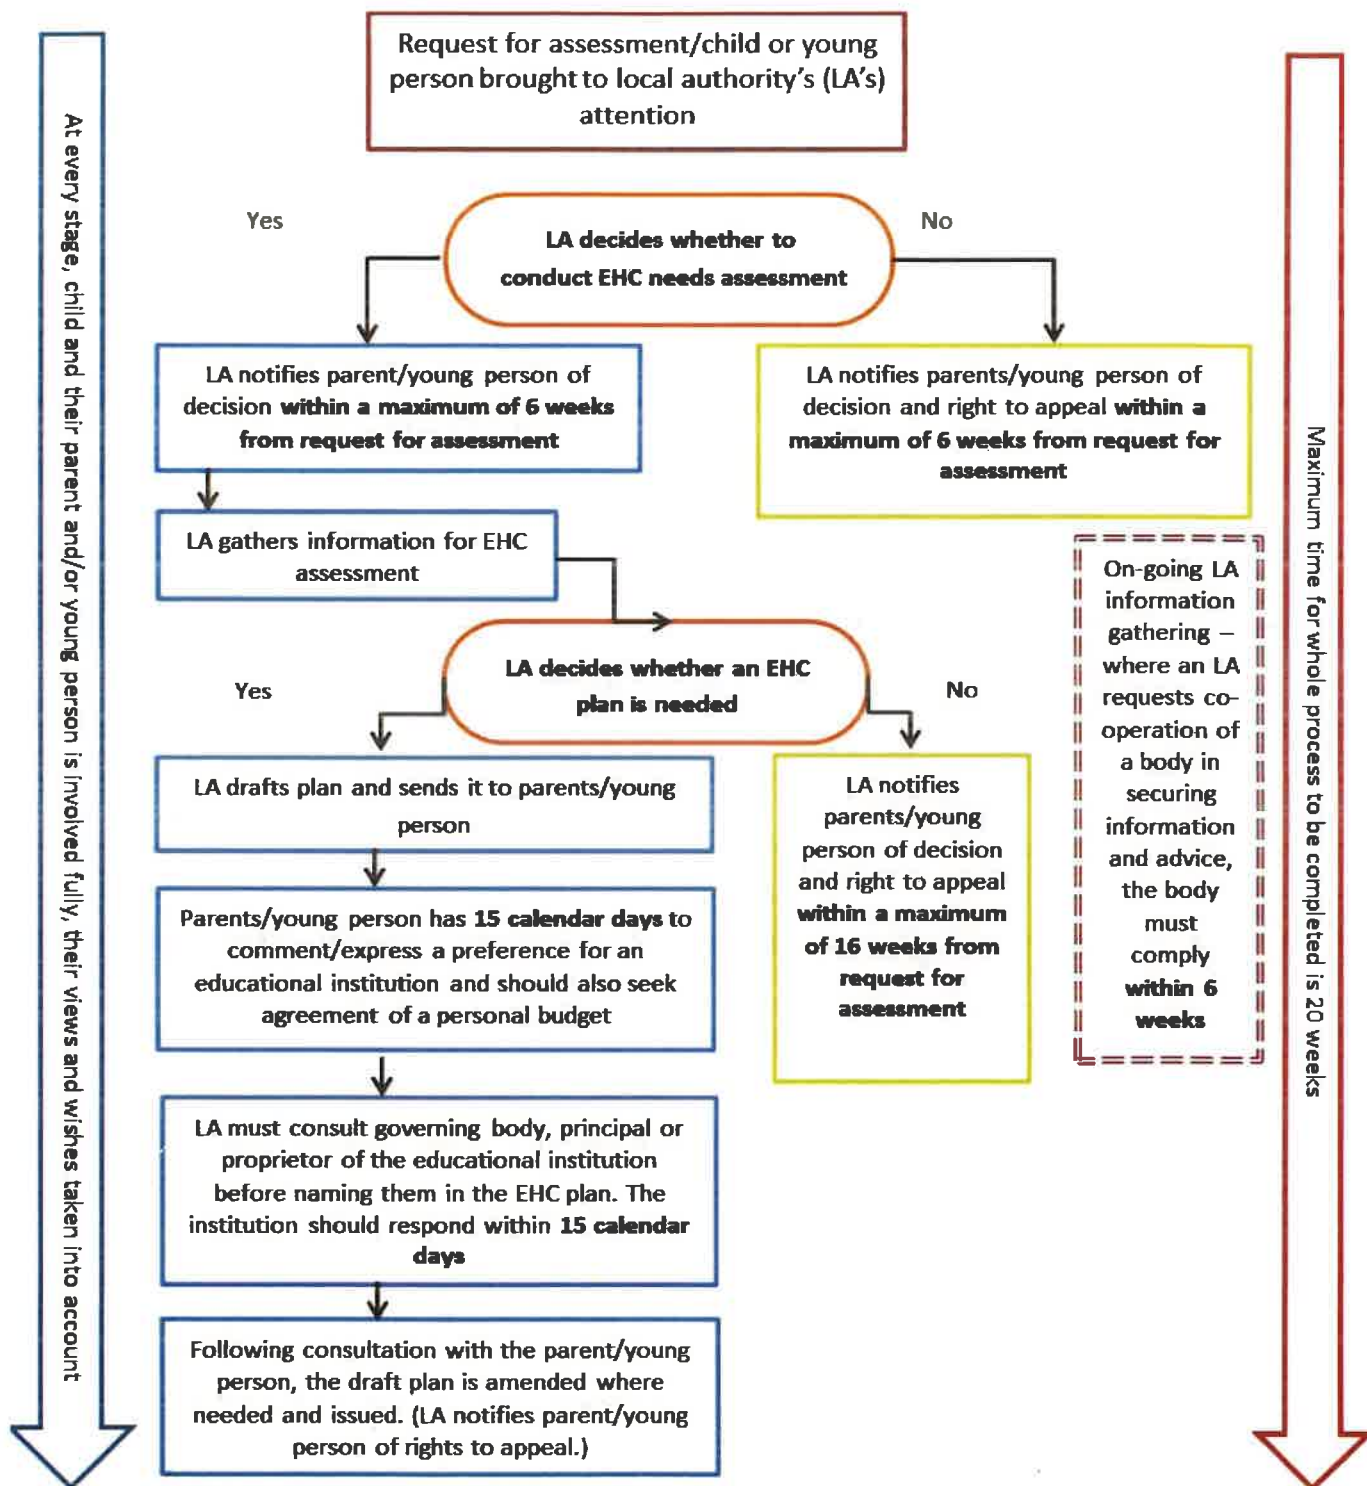 Request for assessment/child or young
person brought to local authority's (LA's)
attention
At every stage, child and their parent and/or young person is involved fully, their views and wishes taken into account
Maximum time for whole process to be completed is 20 weeks
Yes
No
LA decides whether to
conduct EHC needs assessment
LA notifies parent/young person of
decision within a maximum of 6 weeks
from request for assessment
LA notifies parents/young person of
decision and right to appeal within a
maximum of 6 weeks from request for
assessment
LA gathers information for EHC
assessment
On-going LA
information
gathering –
where an LA
requests co-
operation of
a body in
securing
information
and advice,
the body
must
comply
within 6
weeks
Yes
No
LA decides whether an EHC
plan is needed
LA drafts plan and sends it to parents/young
person
LA notifies
parents/young
person of decision
and right to appeal
within a maximum
of 16 weeks from
request for
assessment
Parents/young person has 15 calendar days to
comment/express a preference for an
educational institution and should also seek
agreement of a personal budget
LA must consult governing body, principal or
proprietor of the educational institution
before naming them in the EHC plan. The
institution should respond within 15 calendar
days
Following consultation with the parent/young
person, the draft plan is amended where
needed and issued. (LA notifies parent/young
person of rights to appeal.)